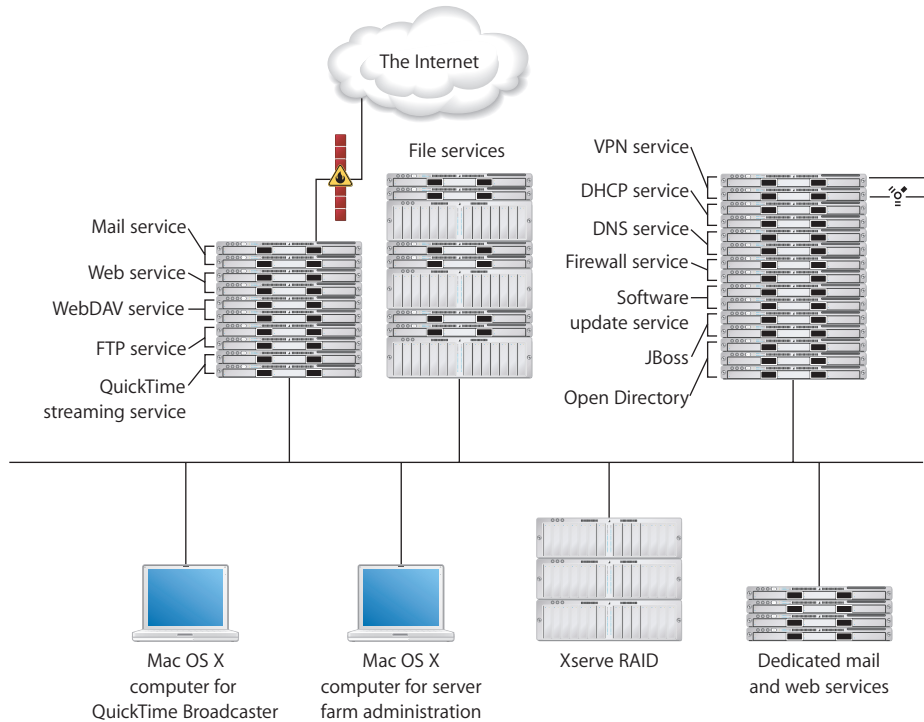 The Internet
File services
VPN service
DHCP service
DNS service
Firewall service
Software
update service
JBoss
Open Directory
Mail service
Web service
WebDAV service
FTP service
QuickTime
streaming service
Mac OS X
computer for
QuickTime Broadcaster
Mac OS X
computer for server
farm administration
Xserve RAID
Dedicated mail
and web services